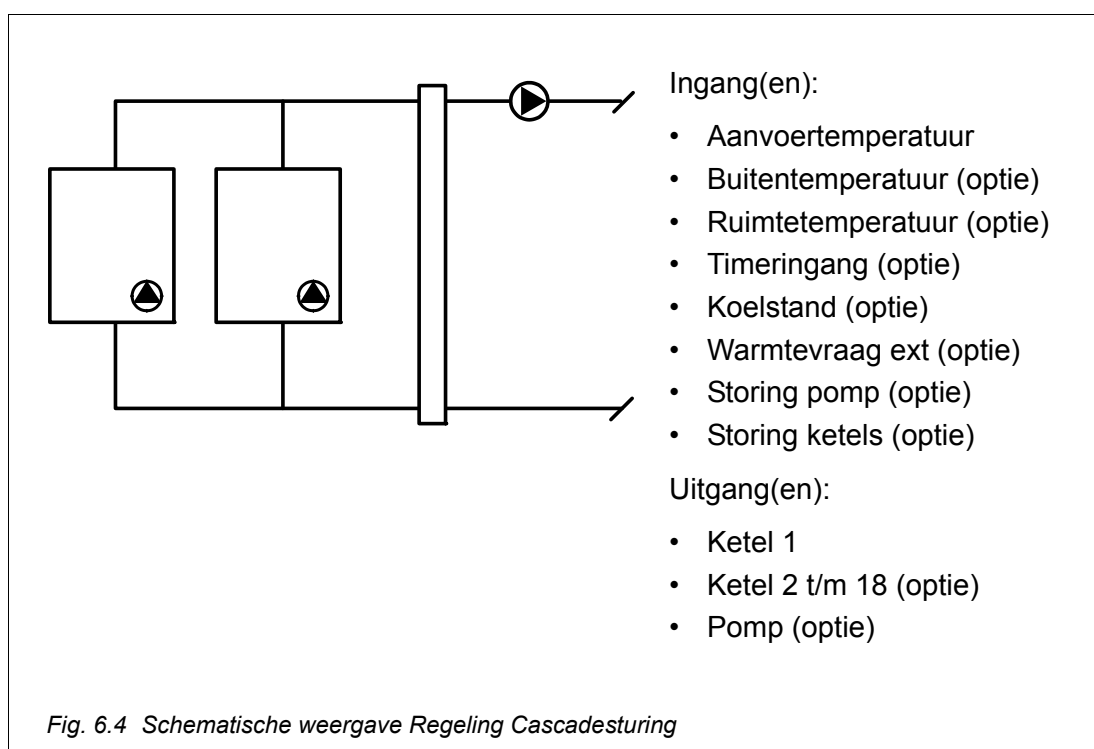 Ingang(en):
• Aanvoertemperatuur
• Buitentemperatuur (optie)
• Ruimtetemperatuur (optie)
• Timeringang (optie)
• Koelstand (optie)
• Warmtevraag ext (optie)
• Storing pomp (optie)
• Storing ketels (optie)
Uitgang(en):
• Ketel 1
• Ketel 2 t/m 18 (optie)
• Pomp (optie)
Fig. 6.4 Schematische weergave Regeling Cascadesturing